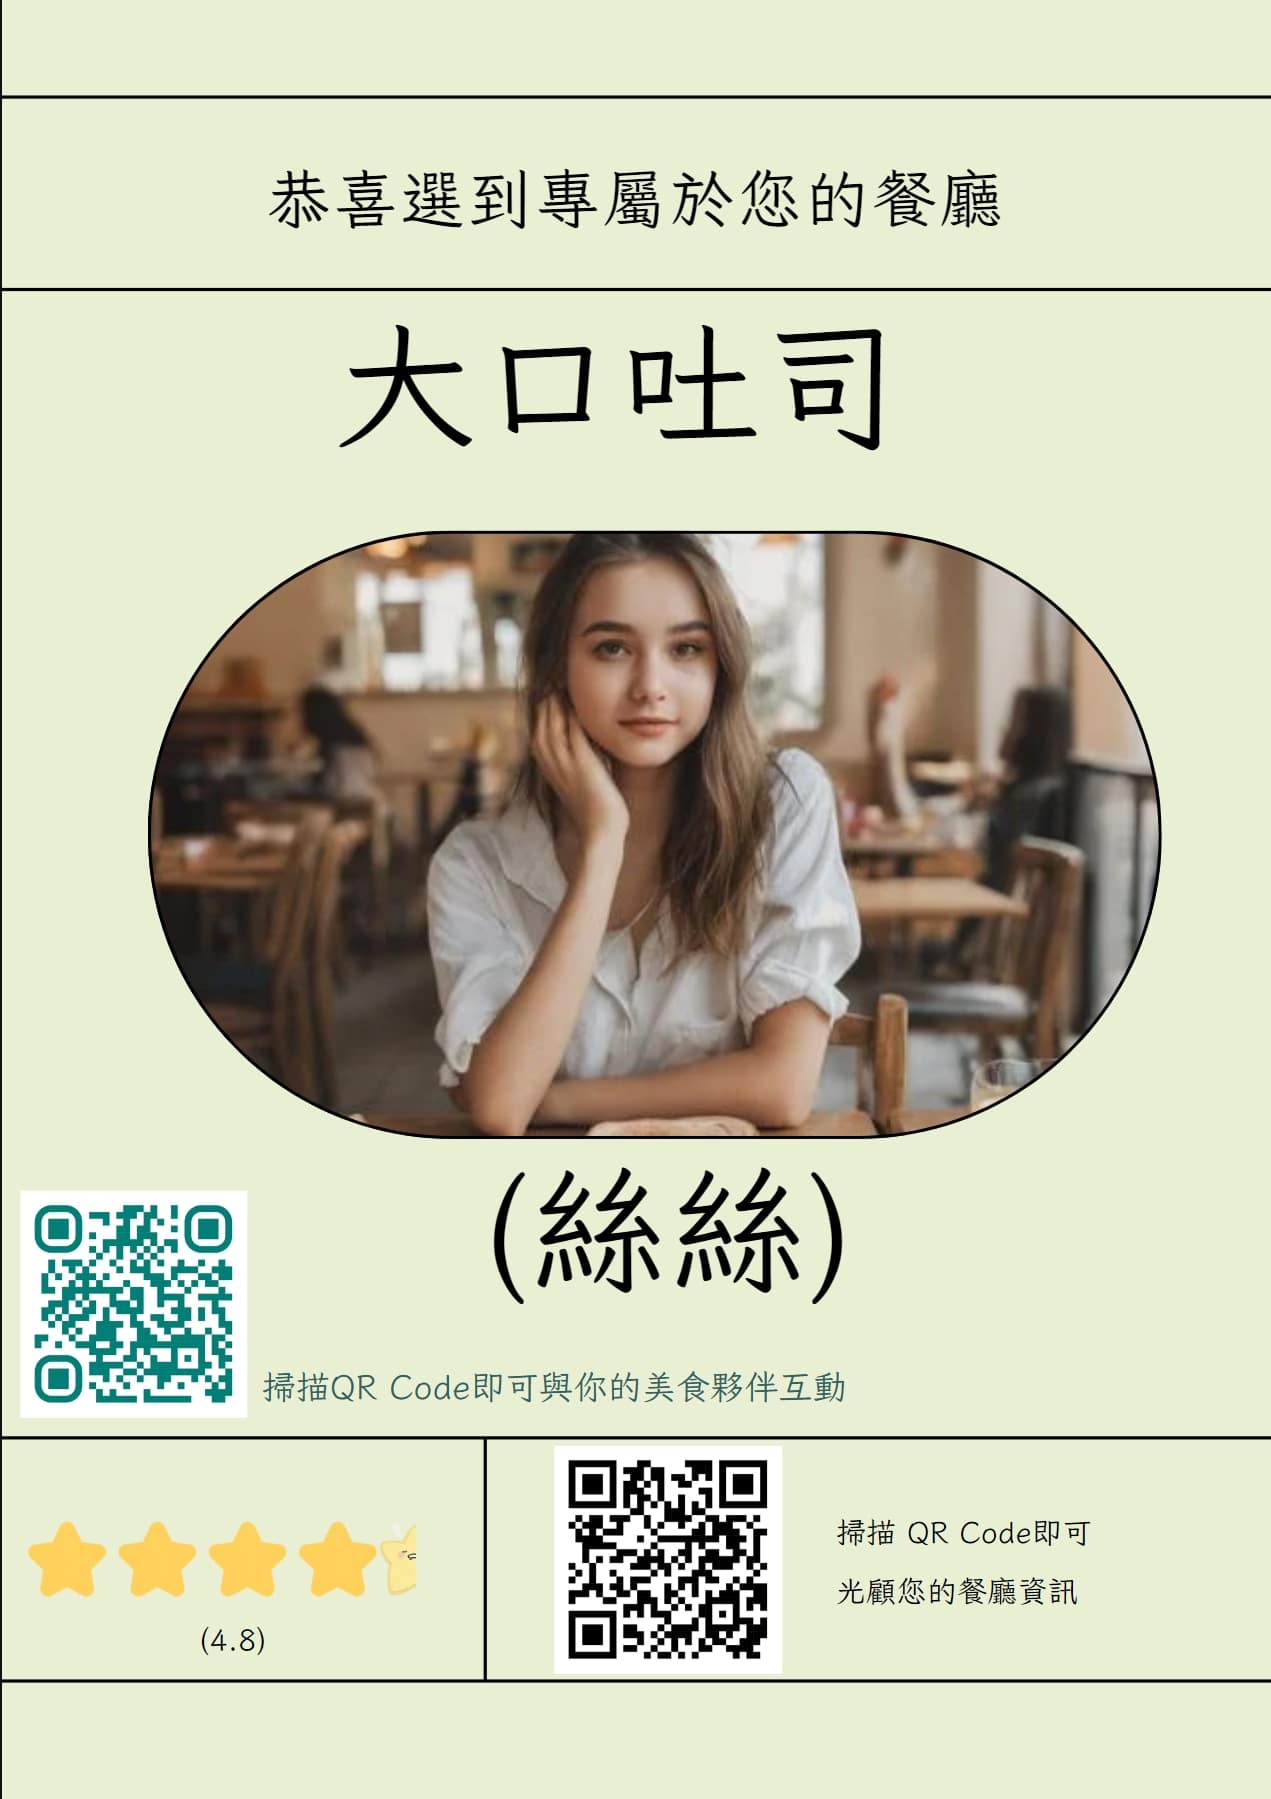 恭喜選到專屬於您的餐廳
大口吐司
(絲絲)
掃描QR Code即可與你的美食夥伴互動
(4.8)
掃描 QR Code即可
光顧您的餐廳資訊